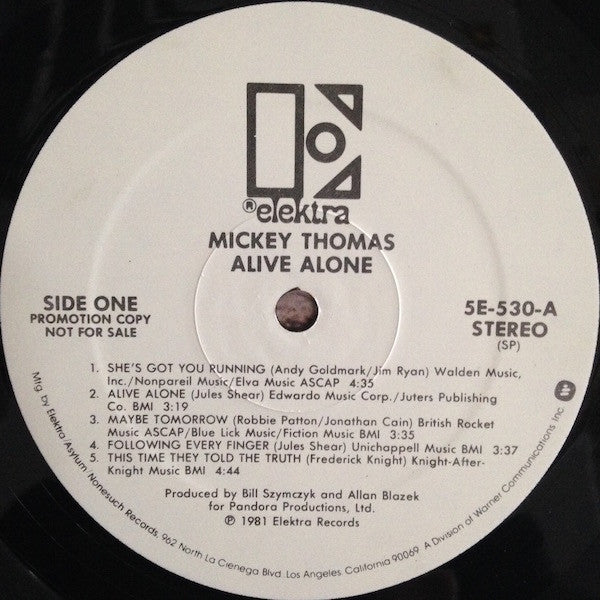 ® elektra
MICKEY THOMAS
ALIVE ALONE
SIDE ONE
PROMOTION COPY
NOT FOR SALE
5E-530-A
STEREO
(SP)
1. SHE'S GOT YOU RUNNING (Andy Goldmark/Jim Ryan) Walden Music,
Inc./Nonpareil Music/Elva Music ASCAP 4:35
2. ALIVE ALONE (Jules Shear) Edwardo Music Corp./Juters Publishing
Co. BMI 3:19
3. MAYBE TOMORROW (Robbie Patton/Jonathan Cain) British Rocket
Music ASCAP/Blue Lick Music/Fiction Music BMI 3:35
4. FOLLOWING EVERY FINGER (Jules Shear) Unichappell Music BMI 3:37
5. THIS TIME THEY TOLD THE TRUTH (Frederick Knight) Knight-After-
Knight Music BMI 4:44
Produced by Bill Szymczyk and Allan Blazek
for Pandora Productions, Ltd.
℗ 1981 Elektra Records
Mfg. by Elektra/Asylum/Nonesuch Records, 962 North La Cienega Blvd. Los Angeles. California 90069 A Division of Warner Communications Inc.